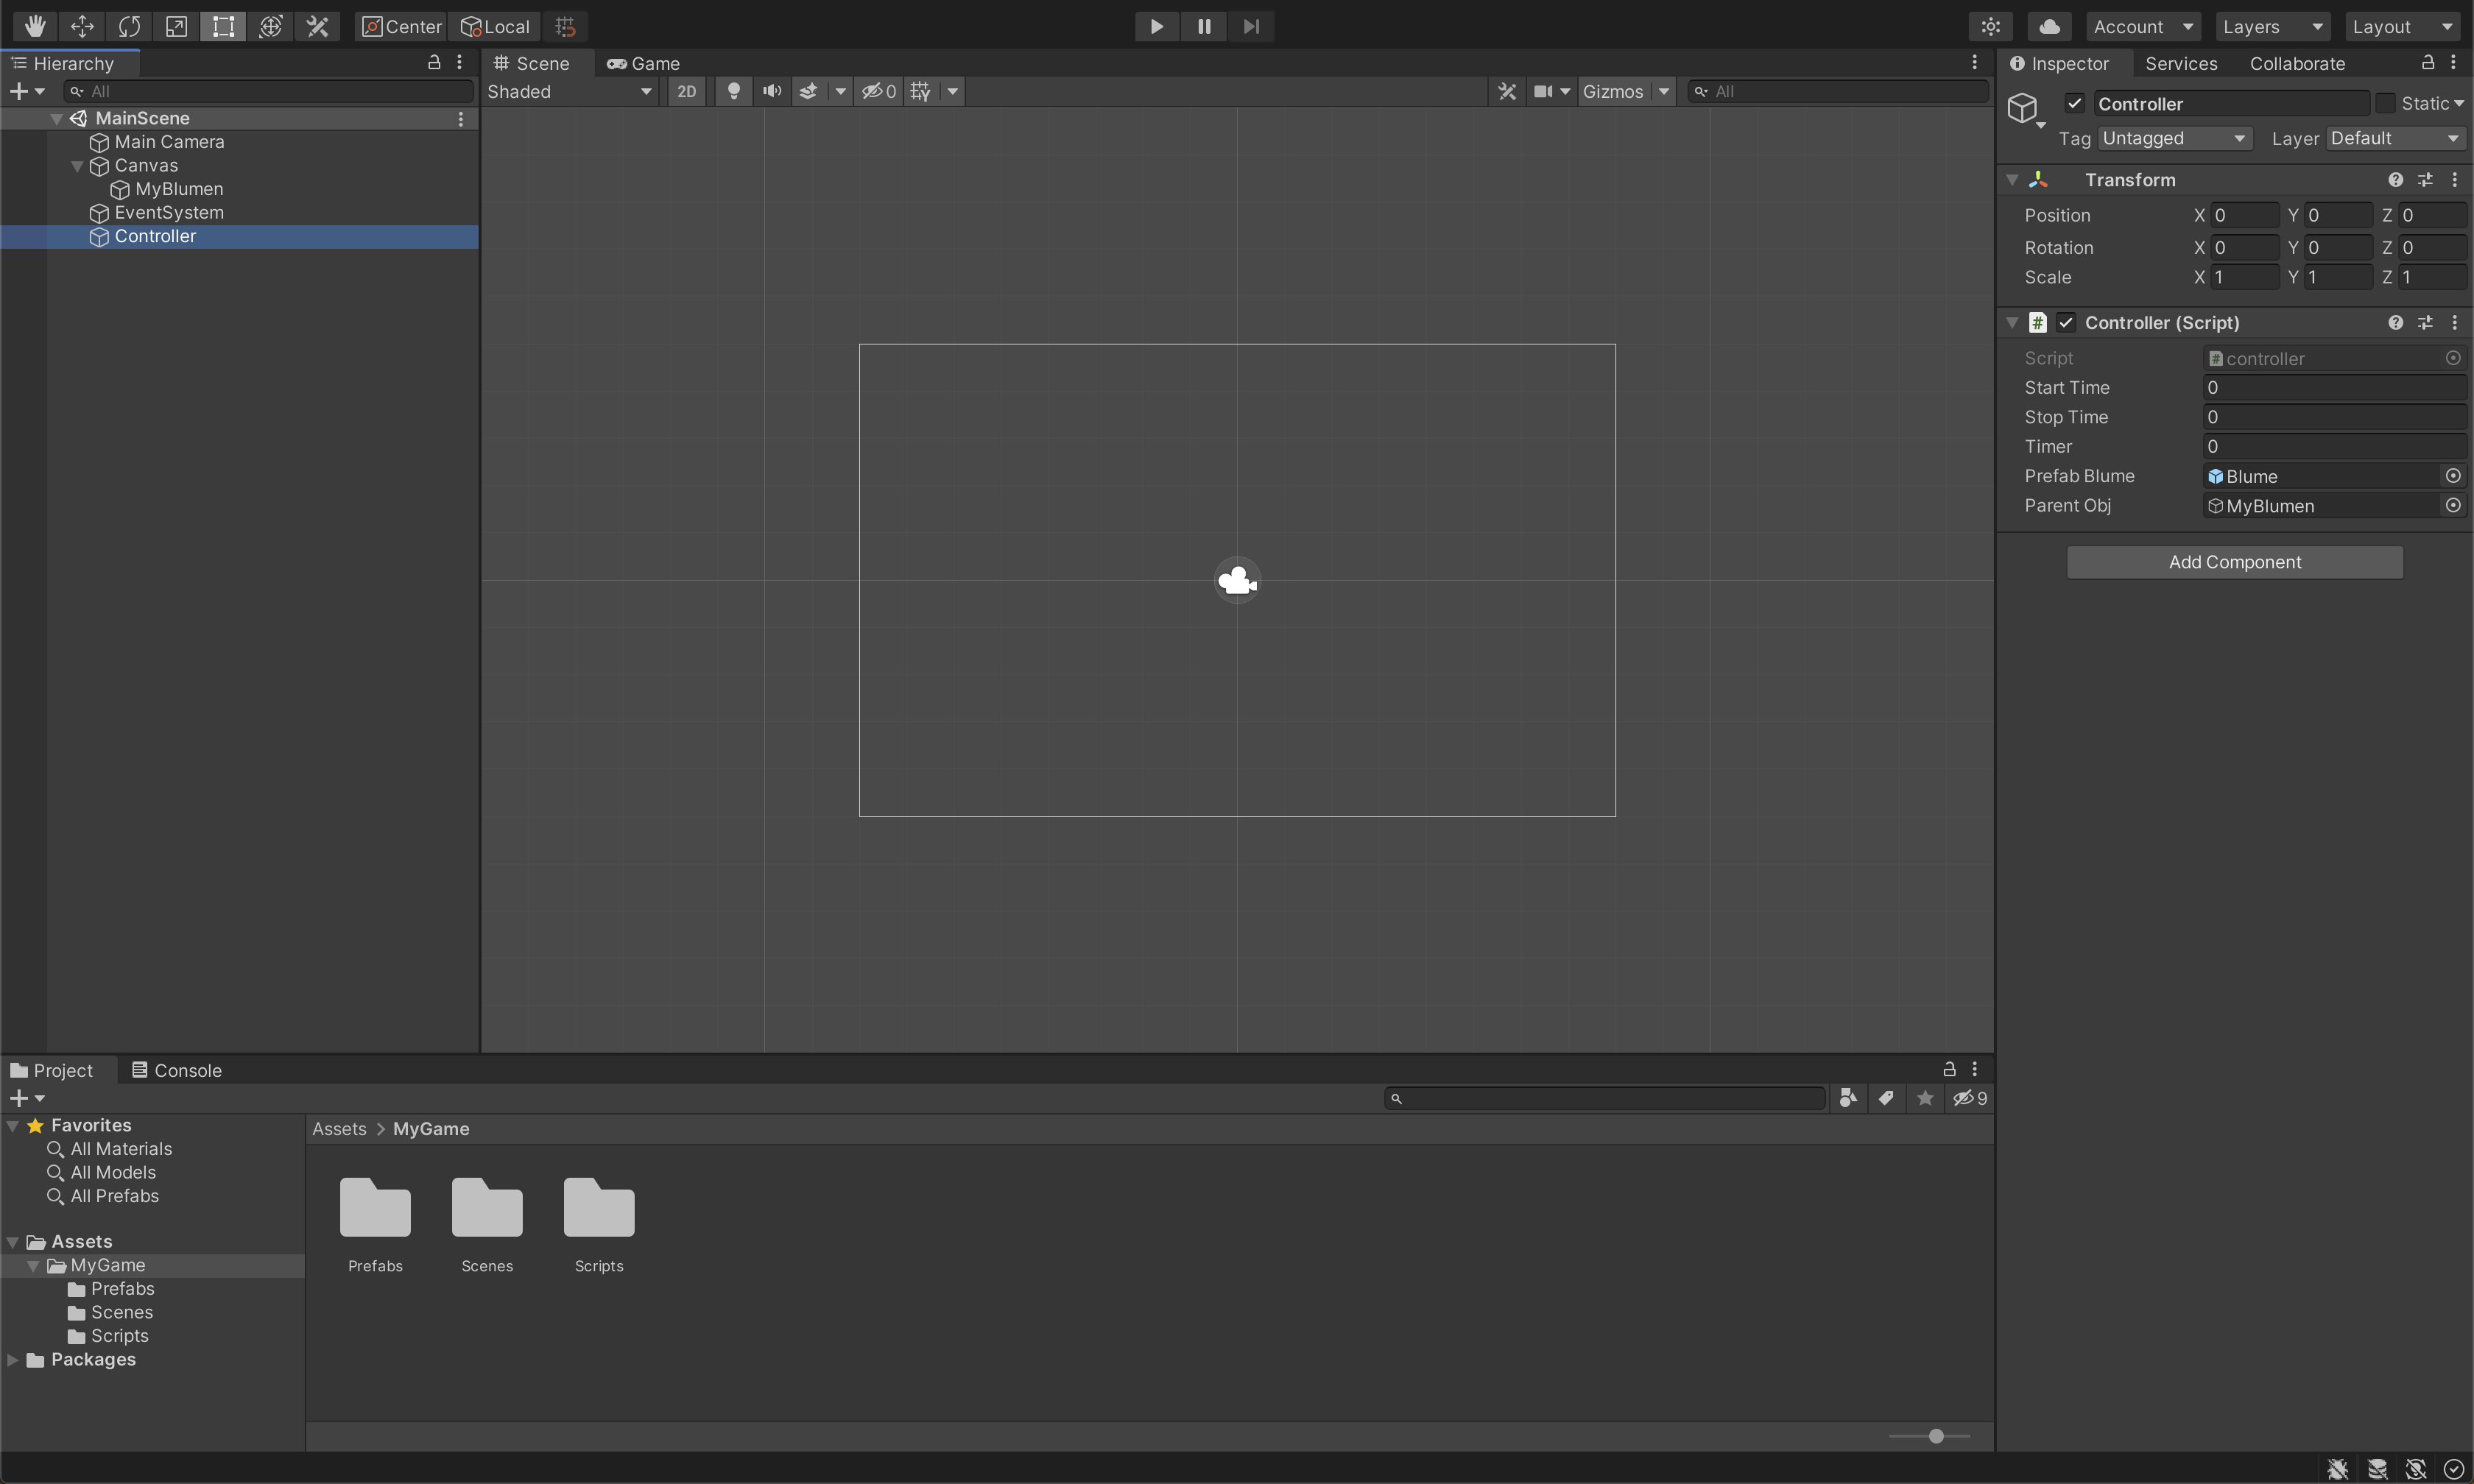 Center Local Account Layers Layout
Hierarchy
All
MainScene
Main Camera
Canvas
MyBlumen
EventSystem
Controller
Scene Game
Shaded 2D 0 Gizmos All
Inspector Services Collaborate
Controller Static
Tag Untagged Layer Default
Transform
Position X 0 Y 0 Z 0
Rotation X 0 Y 0 Z 0
Scale X 1 Y 1 Z 1
# Controller (Script)
Script # controller
Start Time 0
Stop Time 0
Timer 0
Prefab Blume Blume
Parent Obj MyBlumen
Add Component
Project Console
9
Favorites
All Materials
All Models
All Prefabs
Assets
MyGame
Prefabs
Scenes
Scripts
Packages
Assets > MyGame
Prefabs Scenes Scripts